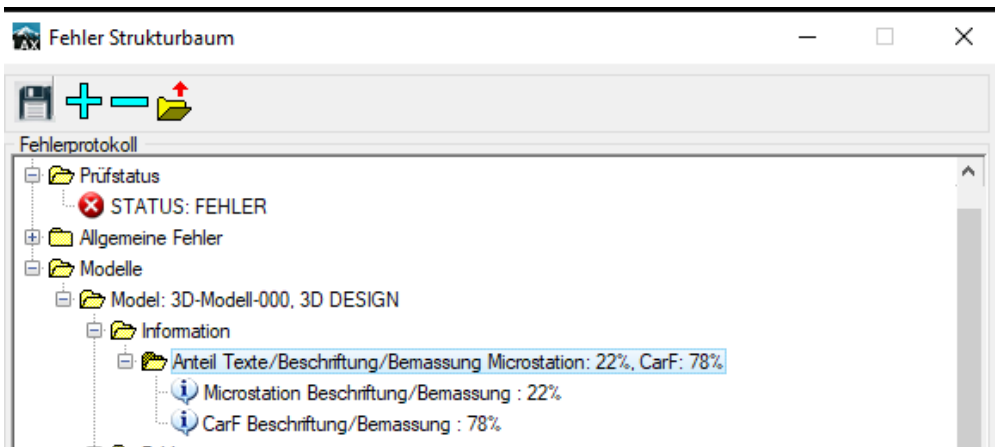 Fehler Strukturbaum
Fehlerprotokoll
Prüfstatus
STATUS: FEHLER
Allgemeine Fehler
Modelle
Model: 3D-Modell-000, 3D DESIGN
Information
Anteil Texte/Beschriftung/Bemassung Microstation: 22%, CarF: 78%
Microstation Beschriftung/Bemassung : 22%
CarF Beschriftung/Bemassung : 78%